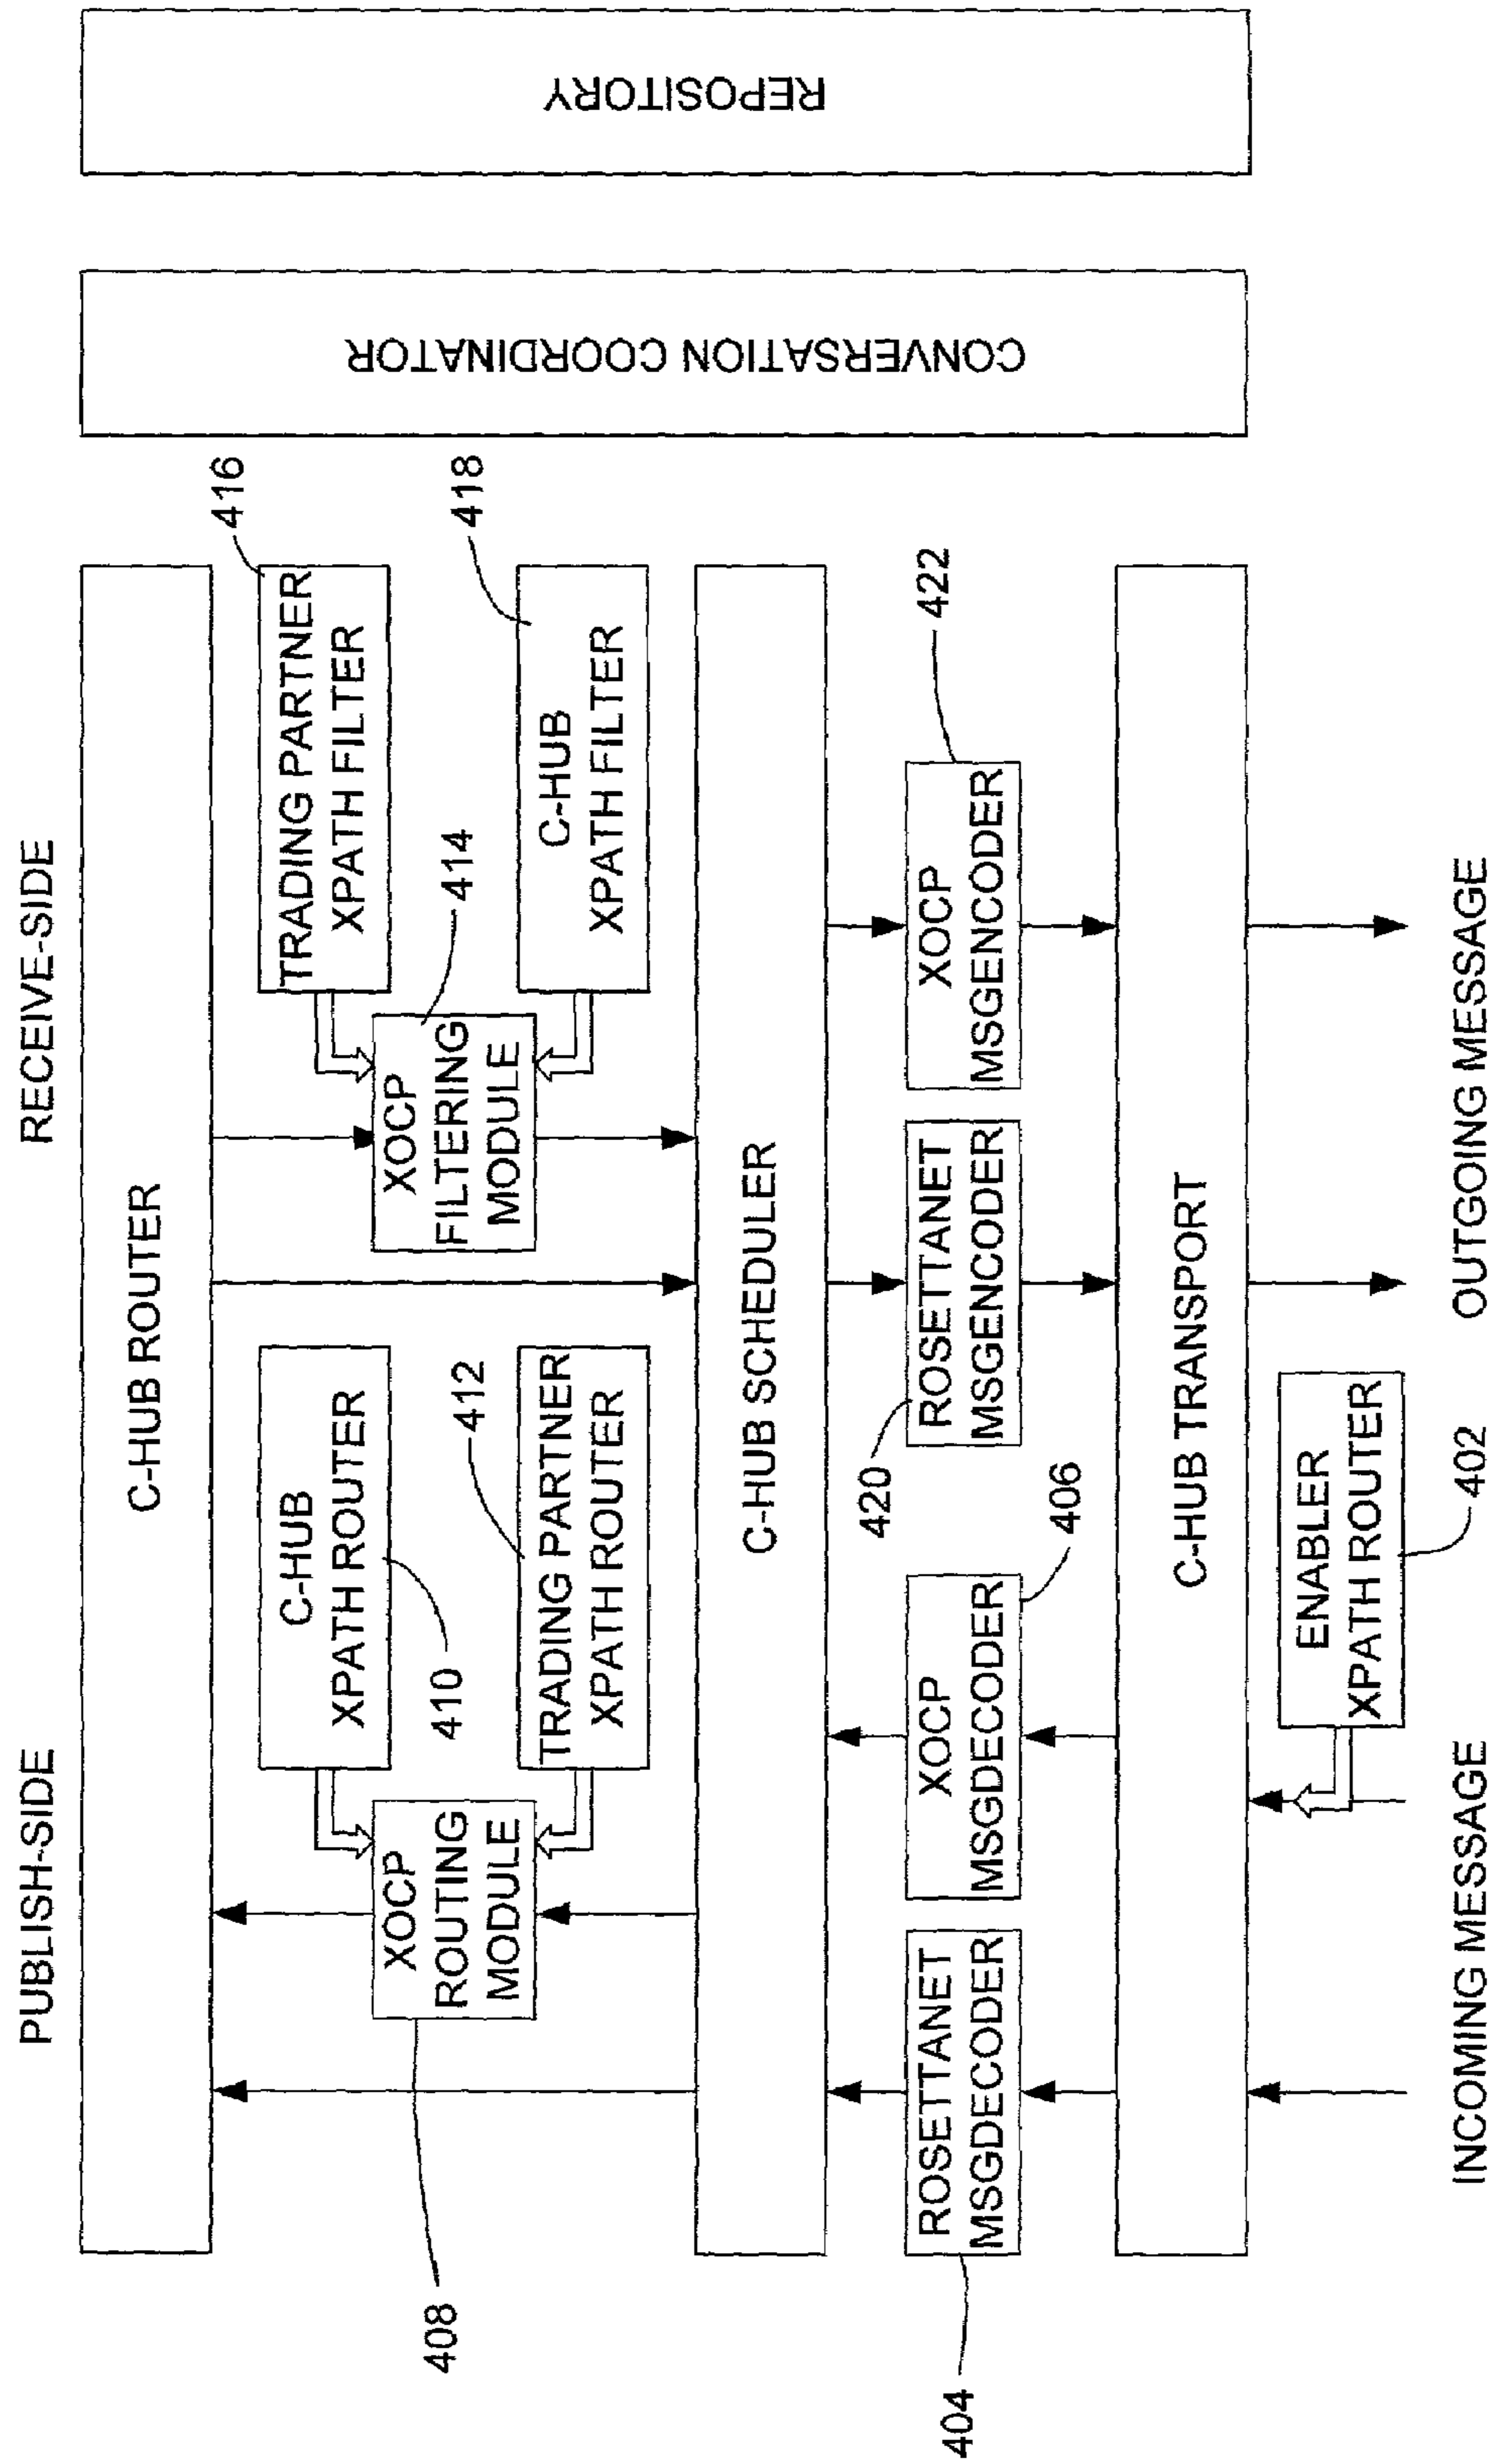 PUBLISH-SIDE
RECEIVE-SIDE
C-HUB ROUTER
408
XOCP
ROUTING
MODULE
C-HUB
XPATH ROUTER
410
412
TRADING PARTNER
XPATH ROUTER
XOCP
FILTERING
MODULE
414
TRADING PARTNER
XPATH FILTER
416
C-HUB
XPATH FILTER
418
C-HUB SCHEDULER
404
ROSETTANET
MSGDECODER
XOCP
MSGDECODER
406
420
ROSETTANET
MSGENCODER
XOCP
MSGENCODER
422
C-HUB TRANSPORT
ENABLER
XPATH ROUTER
402
INCOMING MESSAGE
OUTGOING MESSAGE
CONVERSATION COORDINATOR
REPOSITORY